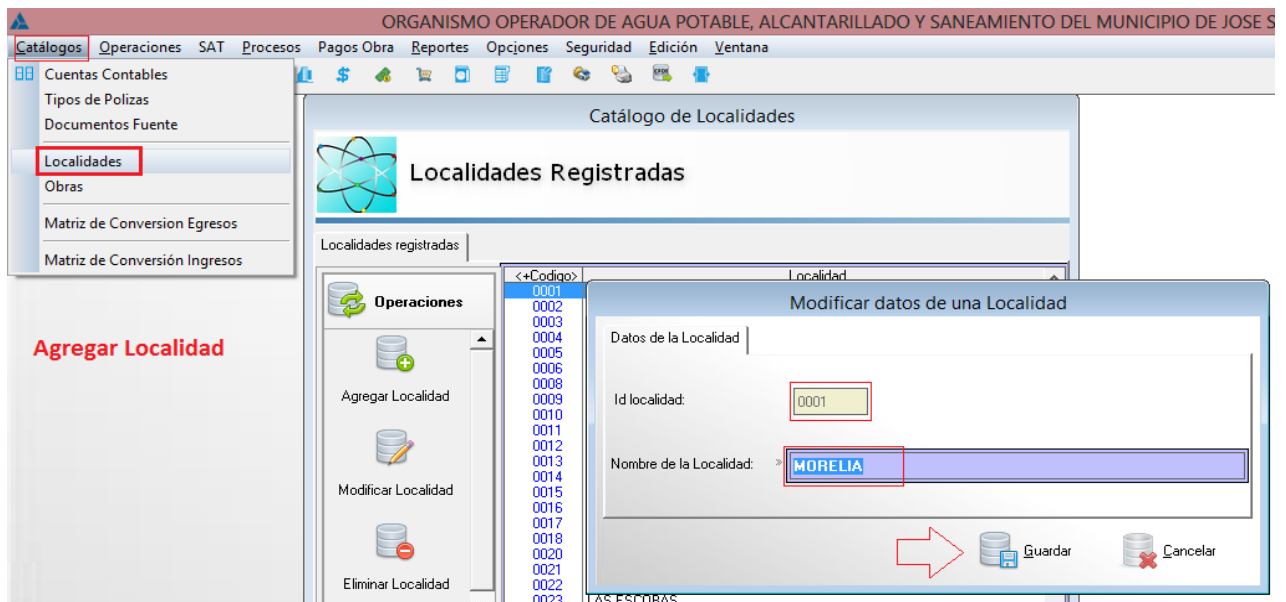 ORGANISMO OPERADOR DE AGUA POTABLE, ALCANTARILLADO Y SANEAMIENTO DEL MUNICIPIO DE JOSE S
Catálogos Operaciones SAT Procesos Pagos Obra Reportes Opciones Seguridad Edición Ventana
Cuentas Contables
Tipos de Polizas
Documentos Fuente
Localidades
Obras
Matriz de Conversion Egresos
Matriz de Conversión Ingresos
Agregar Localidad
Catálogo de Localidades
Localidades Registradas
Localidades registradas
Operaciones
Agregar Localidad
Modificar Localidad
Eliminar Localidad
<+Codigo> Localidad
0001
0002
0003
0004
0005
0006
0008
0009
0010
0011
0012
0013
0014
0015
0016
0017
0018
0020
0021
0022
0023 LAS ESCOBAS
Modificar datos de una Localidad
Datos de la Localidad
Id localidad: 0001
Nombre de la Localidad: » MORELIA
Guardar Cancelar